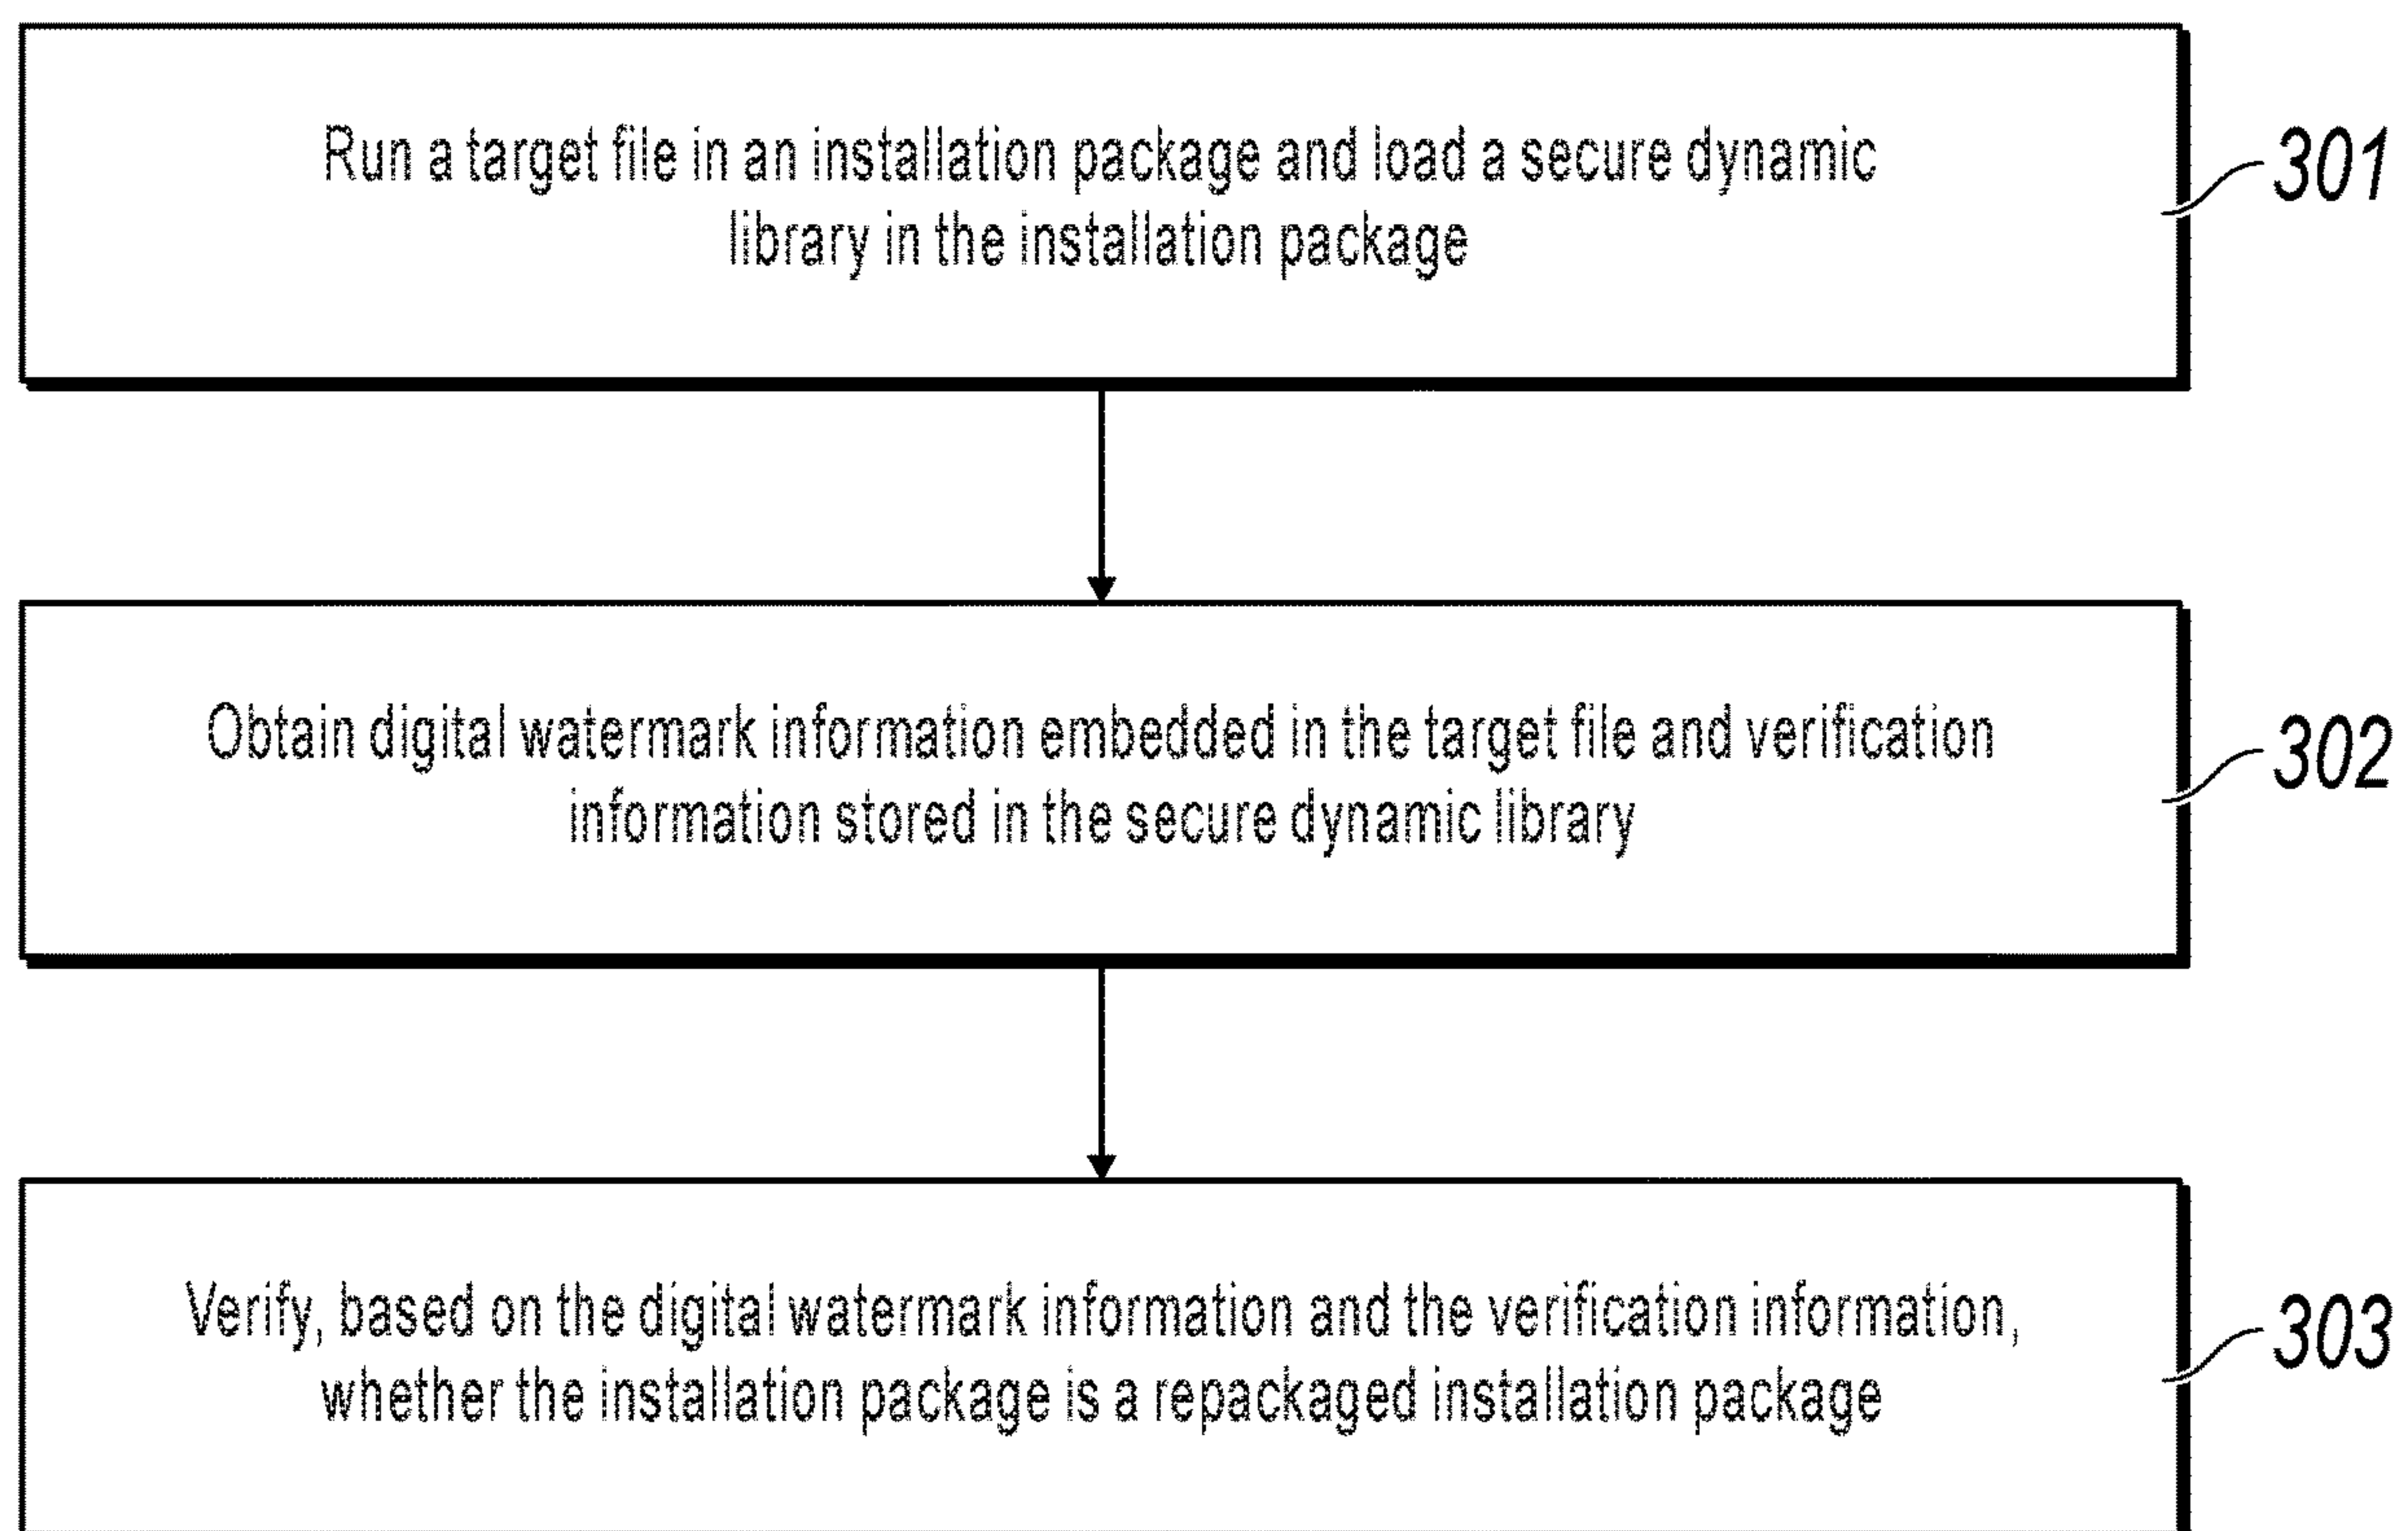 Run a target file in an installation package and load a secure dynamic
library in the installation package
301
Obtain digital watermark information embedded in the target file and verification
information stored in the secure dynamic library
302
Verify, based on the digital watermark information and the verification information,
whether the installation package is a repackaged installation package
303